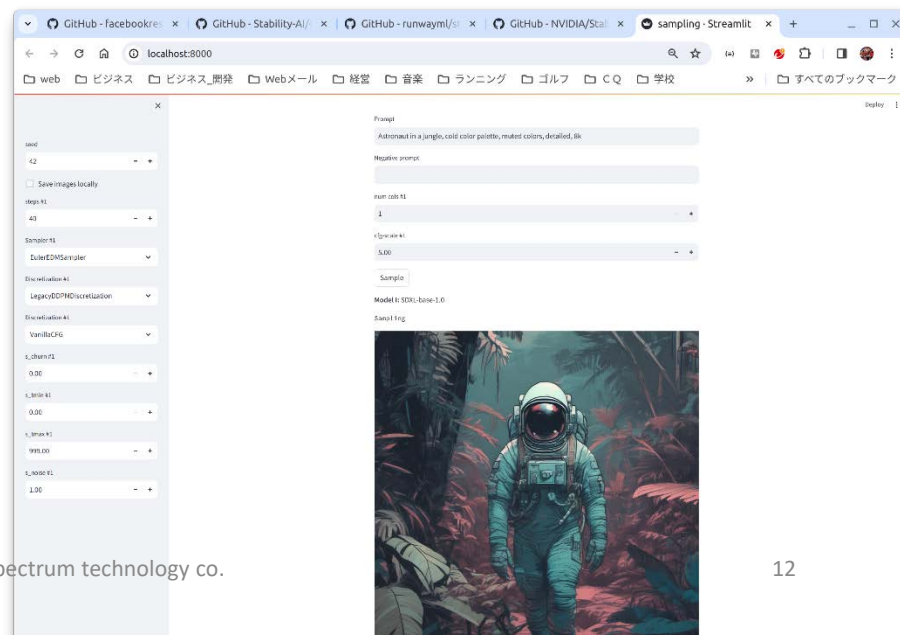 GitHub - facebookres
GitHub - Stability-AI/
GitHub - runwayml/s
GitHub - NVIDIA/Stab
sampling · Streamlit
localhost:8000
web ビジネス ビジネス_開発 Webメール 経営 音楽 ランニング ゴルフ CQ 学校 » すべてのブックマーク
Deploy
seed
42
Save images locally
steps #1
40
Sampler #1
EulerEDMSampler
Discretization #1
LegacyDDPMDiscretization
Discretization #1
VanillaCFG
s_churn #1
0.00
s_tmin #1
0.00
s_tmax #1
999.00
s_noise #1
1.00
Prompt
Astronaut in a jungle, cold color palette, muted colors, detailed, 8k
Negative prompt
num cols #1
1
cfg-scale #1
5.00
Sample
Model I: SDXL-base-1.0
Sampling
pectrum technology co.
12